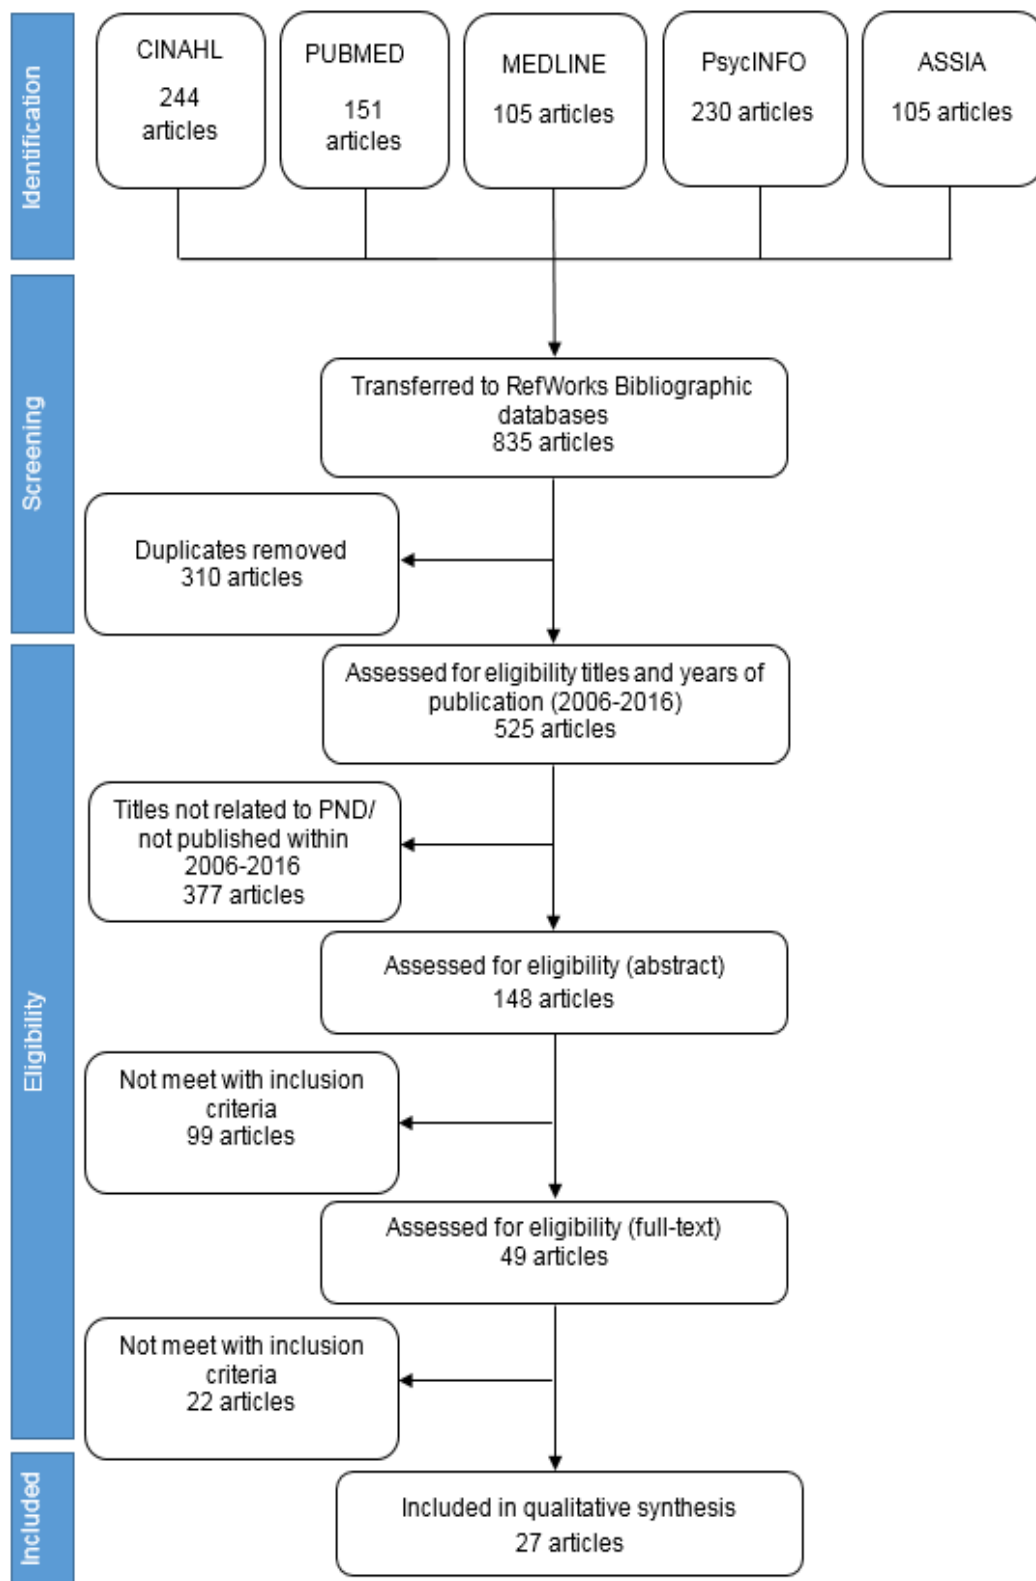 Identification
CINAHL
244
articles
PUBMED
151
articles
MEDLINE
105 articles
PsycINFO
230 articles
ASSIA
105 articles
Screening
Transferred to RefWorks Bibliographic
databases
835 articles
Duplicates removed
310 articles
Eligibility
Assessed for eligibility titles and years of
publication (2006-2016)
525 articles
Titles not related to PND/
not published within
2006-2016
377 articles
Assessed for eligibility (abstract)
148 articles
Not meet with inclusion
criteria
99 articles
Assessed for eligibility (full-text)
49 articles
Not meet with inclusion
criteria
22 articles
Included
Included in qualitative synthesis
27 articles